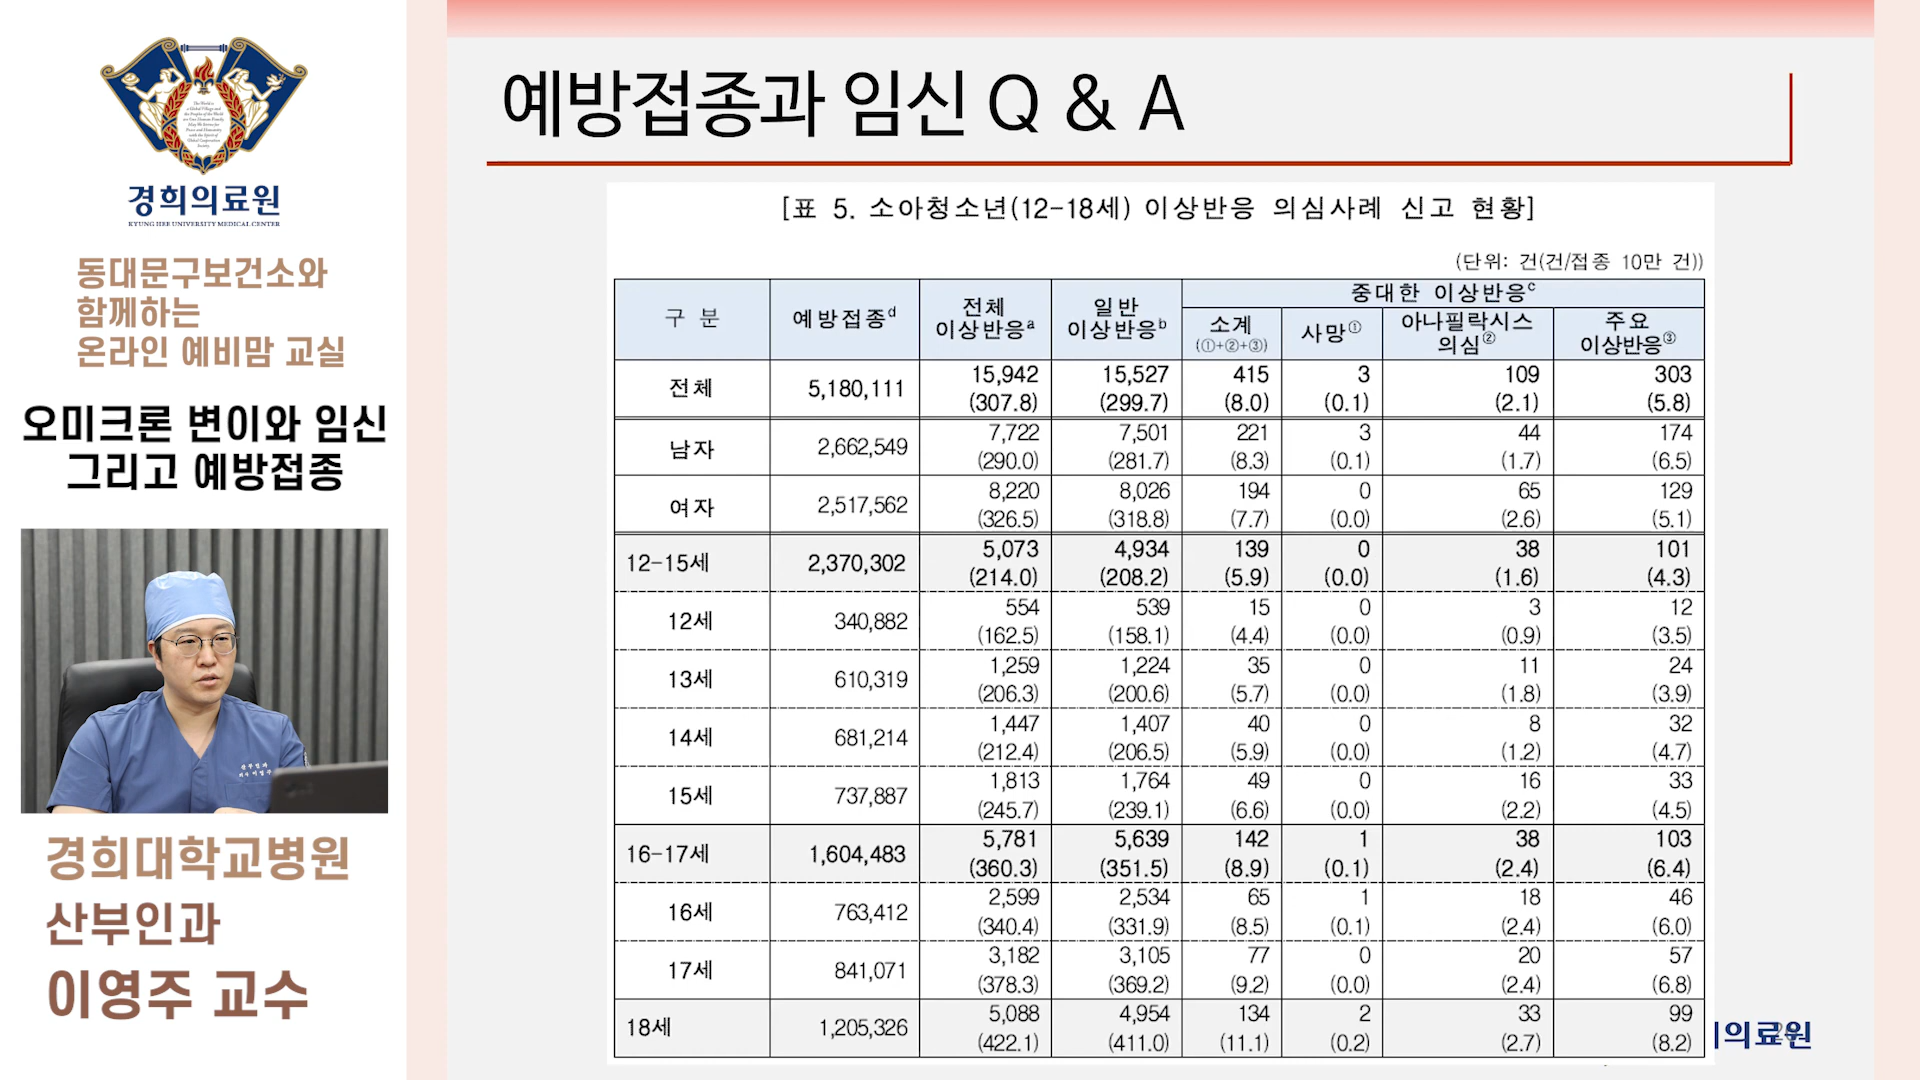 경희의료원
KYUNG HEE UNIVERSITY MEDICAL CENTER
동대문구보건소와
함께하는
온라인 예비맘 교실
오미크론 변이와 임신
그리고 예방접종
산부인과
경희대학교병원
산부인과
이영주 교수
예방접종과 임신 Q & A
[표 5. 소아청소년(12-18세) 이상반응 의심사례 신고 현황]
(단위: 건(건/접종 10만 건))
구 분 예방접종d 전체 이상반응a 일반 이상반응b 중대한 이상반응c
소계 (①+②+③) 사망① 아나필락시스 의심② 주요 이상반응③
전체 5,180,111 15,942 15,527 415 3 109 303
(307.8) (299.7) (8.0) (0.1) (2.1) (5.8)
남자 2,662,549 7,722 7,501 221 3 44 174
(290.0) (281.7) (8.3) (0.1) (1.7) (6.5)
여자 2,517,562 8,220 8,026 194 0 65 129
(326.5) (318.8) (7.7) (0.0) (2.6) (5.1)
12-15세 2,370,302 5,073 4,934 139 0 38 101
(214.0) (208.2) (5.9) (0.0) (1.6) (4.3)
12세 340,882 554 539 15 0 3 12
(162.5) (158.1) (4.4) (0.0) (0.9) (3.5)
13세 610,319 1,259 1,224 35 0 11 24
(206.3) (200.6) (5.7) (0.0) (1.8) (3.9)
14세 681,214 1,447 1,407 40 0 8 32
(212.4) (206.5) (5.9) (0.0) (1.2) (4.7)
15세 737,887 1,813 1,764 49 0 16 33
(245.7) (239.1) (6.6) (0.0) (2.2) (4.5)
16-17세 1,604,483 5,781 5,639 142 1 38 103
(360.3) (351.5) (8.9) (0.1) (2.4) (6.4)
16세 763,412 2,599 2,534 65 1 18 46
(340.4) (331.9) (8.5) (0.1) (2.4) (6.0)
17세 841,071 3,182 3,105 77 0 20 57
(378.3) (369.2) (9.2) (0.0) (2.4) (6.8)
18세 1,205,326 5,088 4,954 134 2 33 99
(422.1) (411.0) (11.1) (0.2) (2.7) (8.2)
의료원